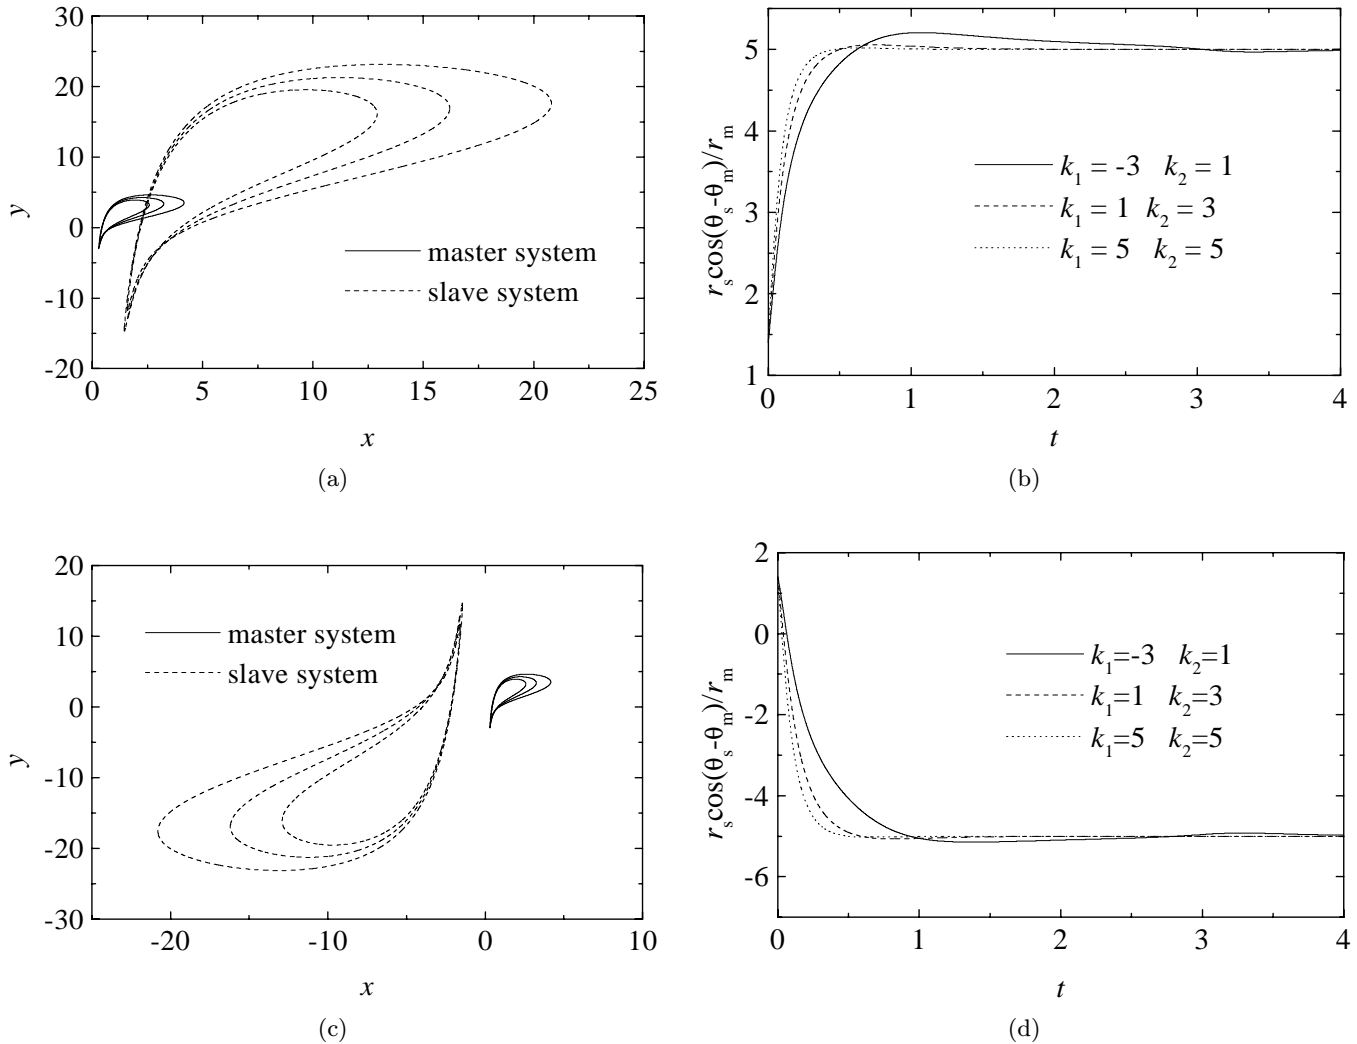 30
20
10
0
-10
-20
y
master system
slave system
0 5 10 15 20 25
x
(a)
5
4
3
2
1
r_s cos(θ_s-θ_m)/r_m
k_1 = -3 k_2 = 1
k_1 = 1 k_2 = 3
k_1 = 5 k_2 = 5
0 1 2 3 4
t
(b)
20
10
0
-10
-20
-30
y
master system
slave system
-20 -10 0 10
x
(c)
2
0
-2
-4
-6
r_s cos(θ_s-θ_m)/r_m
k_1=-3 k_2=1
k_1=1 k_2=3
k_1=5 k_2=5
0 1 2 3 4
t
(d)